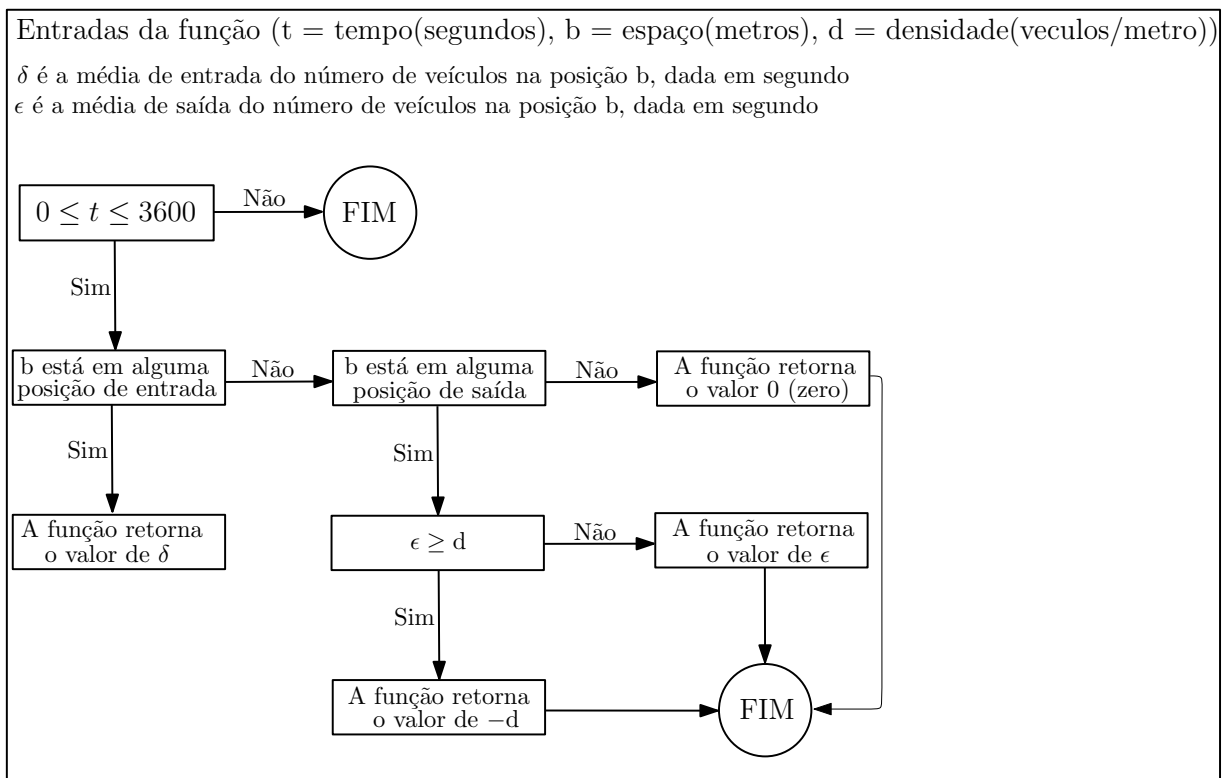 Entradas da função (t = tempo(segundos), b = espaço(metros), d = densidade(veculos/metro))
δ é a média de entrada do número de veículos na posição b, dada em segundo
ϵ é a média de saída do número de veículos na posição b, dada em segundo
0 ≤ t ≤ 3600
Não
FIM
Sim
b está em alguma
posição de entrada
Não
b está em alguma
posição de saída
Não
A função retorna
o valor 0 (zero)
Sim
Sim
A função retorna
o valor de δ
ϵ ≥ d
Não
A função retorna
o valor de ϵ
Sim
A função retorna
o valor de −d
FIM